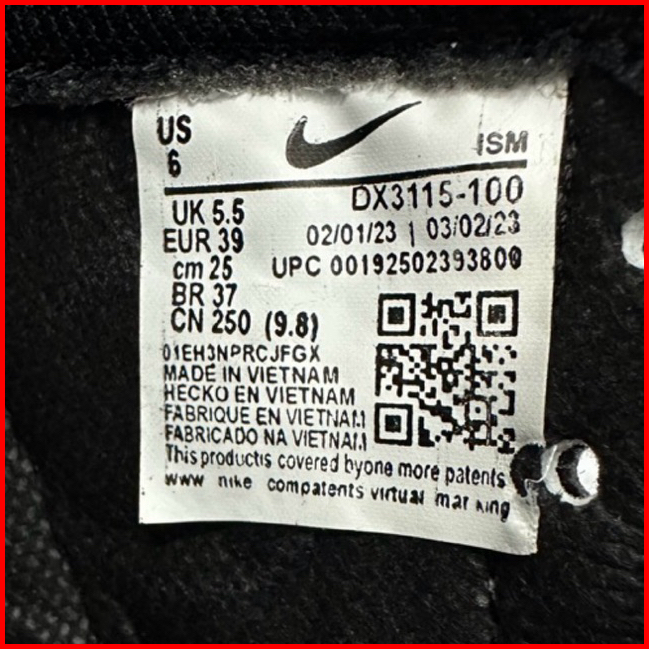 US
6
ISM
DX3115-100
UK 5.5
EUR 39
02/01/23 | 03/02/23
cm 25
UPC 00192502393800
BR 37
CN 250 (9.8)
01EH3NPRCJFGX
MADE IN VIETNAM
HECKO EN VIETNAM
FABRIQUE EN VIETNAM
FABRICADO NA VIETNAM
This productis covered byone more patents
www nike compatents virtual mar king